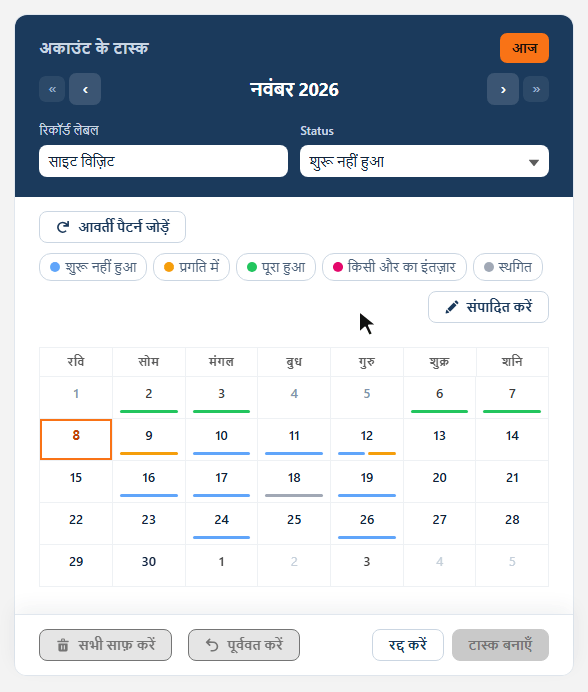 अकाउंट के टास्क आज
« ‹ नवंबर 2026 › »
रिकॉर्ड लेबल Status
साइट विज़िट शुरू नहीं हुआ
आवर्ती पैटर्न जोड़ें
शुरू नहीं हुआ प्रगति में पूरा हुआ किसी और का इंतज़ार स्थगित
संपादित करें
रवि सोम मंगल बुध गुरु शुक्र शनि
1 2 3 4 5 6 7
8 9 10 11 12 13 14
15 16 17 18 19 20 21
22 23 24 25 26 27 28
29 30 1 2 3 4 5
सभी साफ़ करें पूर्ववत करें रद्द करें टास्क बनाएँ